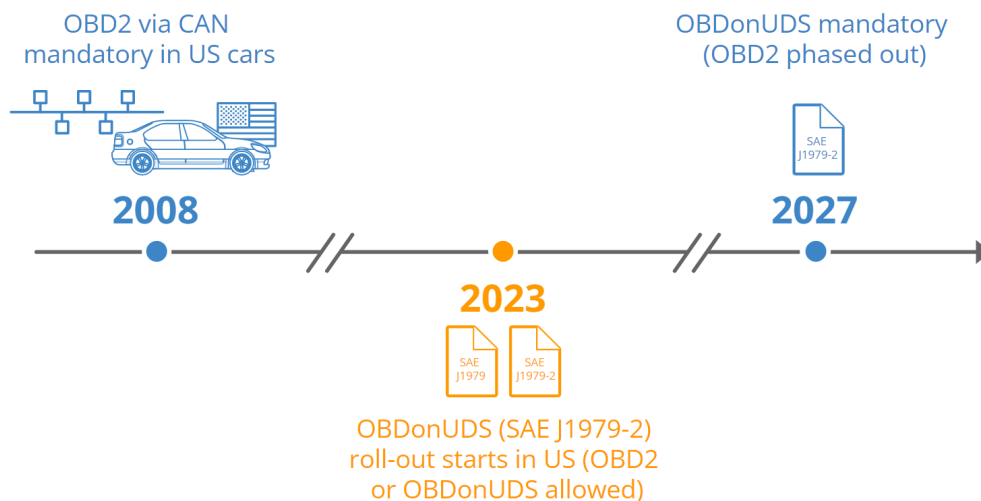 OBD2 via CAN
mandatory in US cars
2008
OBDonUDS mandatory
(OBD2 phased out)
SAE
J1979-2
2027
2023
SAE
J1979
SAE
J1979-2
OBDonUDS (SAE J1979-2)
roll-out starts in US (OBD2
or OBDonUDS allowed)